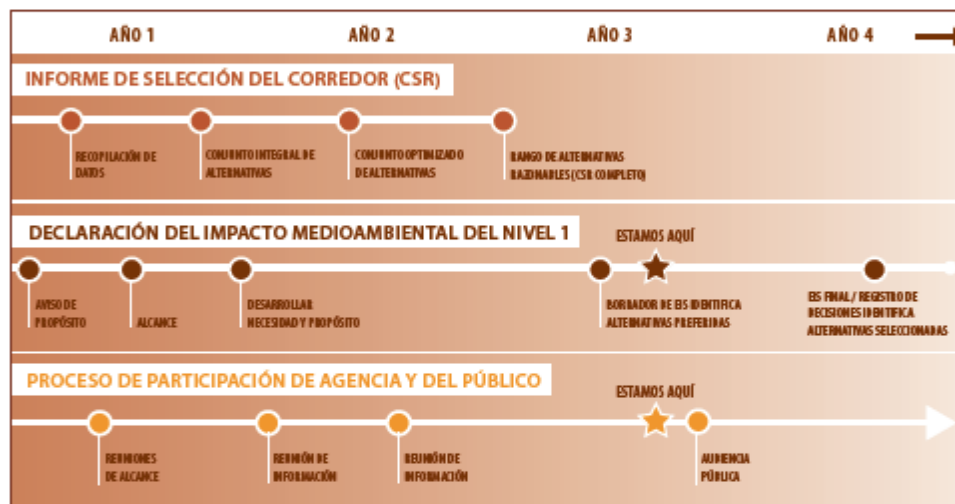 AÑO 1 AÑO 2 AÑO 3 AÑO 4
INFORME DE SELECCIÓN DEL CORREDOR (CSR)
RECOPILACIÓN DE
DATOS
CONJUNTO INTEGRAL DE
ALTERNATIVAS
CONJUNTO OPTIMIZADO
DE ALTERNATIVAS
RANGO DE ALTERNATIVAS
RAZONABLES (CSR COMPLETO)
DECLARACIÓN DEL IMPACTO MEDIOAMBIENTAL DEL NIVEL 1
ESTAMOS AQUÍ
AVISO DE
PROPÓSITO
ALCANCE
DESARROLLAR
NECESIDAD Y PROPÓSITO
BORRADOR DE EIS IDENTIFICA
ALTERNATIVAS PREFERIDAS
EIS FINAL / REGISTRO DE
DECISIONES IDENTIFICA
ALTERNATIVAS SELECCIONADAS
PROCESO DE PARTICIPACIÓN DE AGENCIA Y DEL PÚBLICO
ESTAMOS AQUÍ
REUNIONES
DE ALCANCE
REUNIÓN DE
INFORMACIÓN
REUNIÓN DE
INFORMACIÓN
AUDIENCIA
PÚBLICA